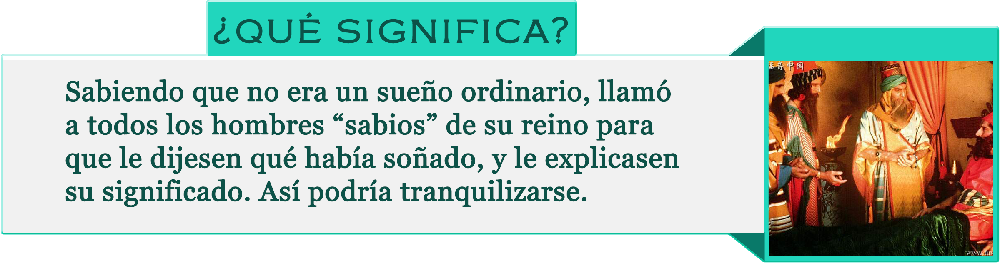 ¿QUÉ SIGNIFICA?
Sabiendo que no era un sueño ordinario, llamó
a todos los hombres “sabios” de su reino para
que le dijesen qué había soñado, y le explicasen
su significado. Así podría tranquilizarse.
福音中国
www.fuy